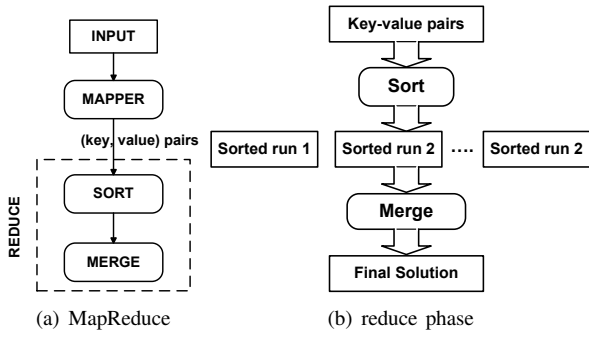 INPUT
MAPPER
(key, value) pairs
REDUCE
SORT
MERGE
(a) MapReduce
Key-value pairs
Sort
Sorted run 1
Sorted run 2
....
Sorted run 2
Merge
Final Solution
(b) reduce phase